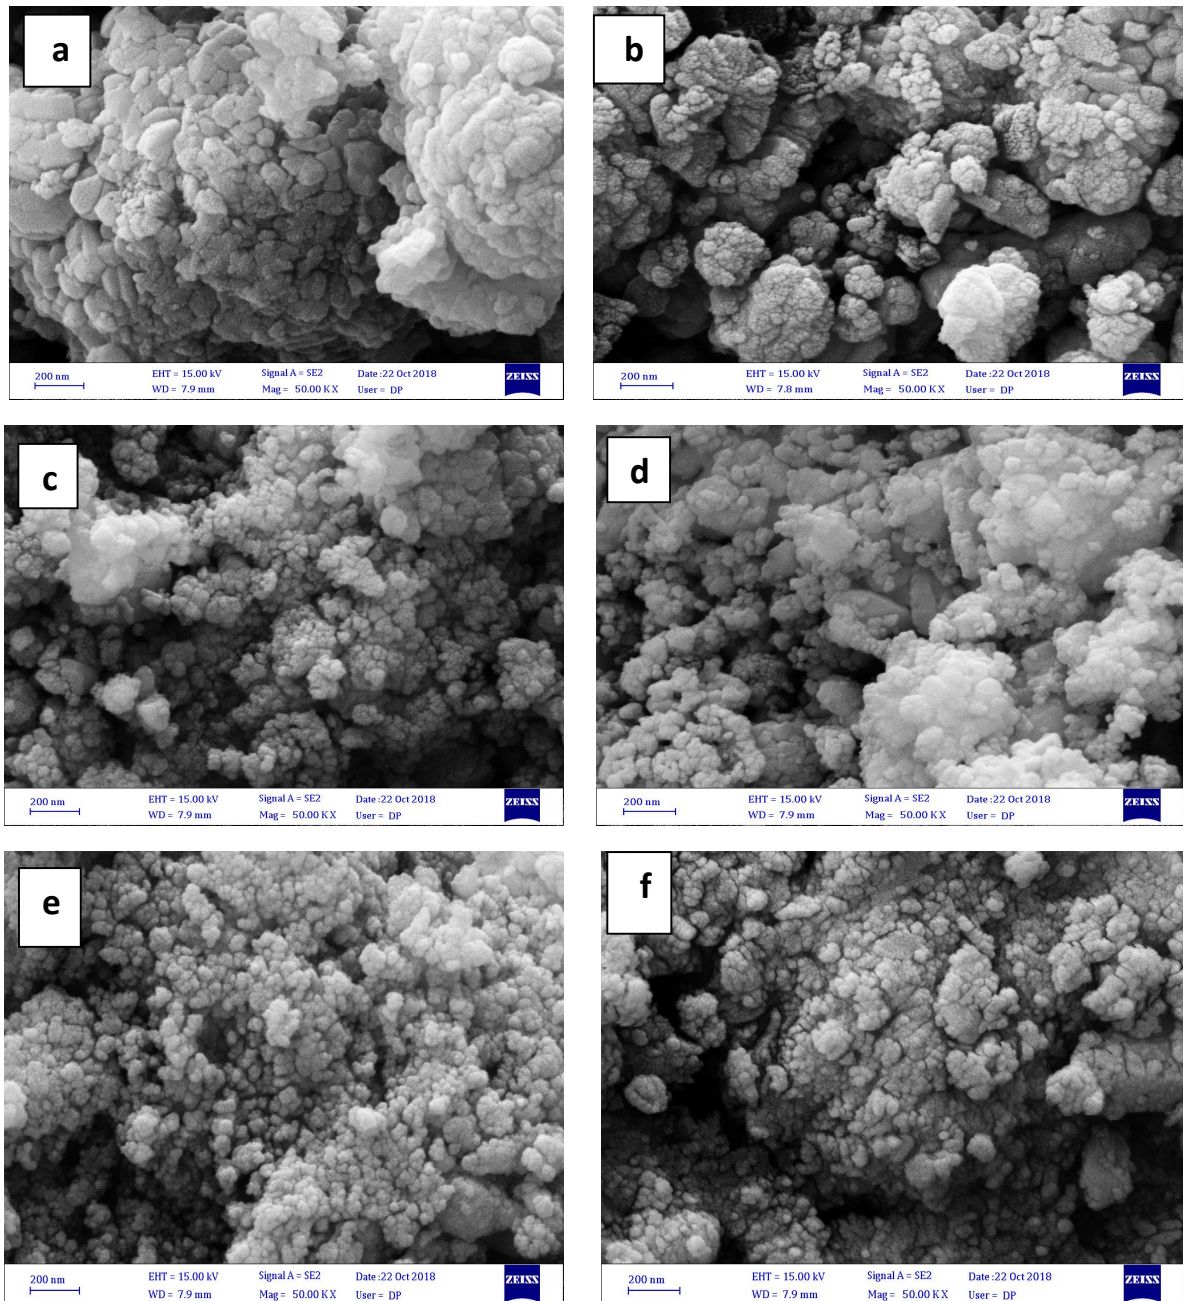 a
200 nm EHT = 15.00 kV Signal A = SE2 Date :22 Oct 2018 ZEISS
WD = 7.9 mm Mag = 50.00 K X User = DP
b
200 nm EHT = 15.00 kV Signal A = SE2 Date :22 Oct 2018 ZEISS
WD = 7.8 mm Mag = 50.00 K X User = DP
c
200 nm EHT = 15.00 kV Signal A = SE2 Date :22 Oct 2018 ZEISS
WD = 7.9 mm Mag = 50.00 K X User = DP
d
200 nm EHT = 15.00 kV Signal A = SE2 Date :22 Oct 2018 ZEISS
WD = 7.9 mm Mag = 50.00 K X User = DP
e
200 nm EHT = 15.00 kV Signal A = SE2 Date :22 Oct 2018 ZEISS
WD = 7.9 mm Mag = 50.00 K X User = DP
f
200 nm EHT = 15.00 kV Signal A = SE2 Date :22 Oct 2018 ZEISS
WD = 7.9 mm Mag = 50.00 K X User = DP